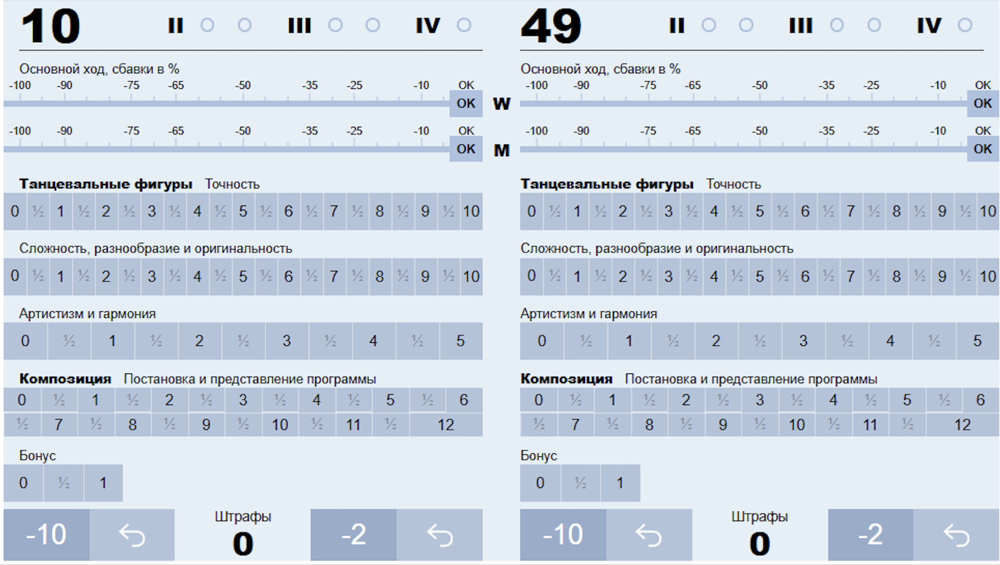 10 II III IV
Основной ход, сбавки в %
-100 -90 -75 -65 -50 -35 -25 -10 OK
OK
W
-100 -90 -75 -65 -50 -35 -25 -10 OK
OK
M
Танцевальные фигуры Точность
0 ½ 1 ½ 2 ½ 3 ½ 4 ½ 5 ½ 6 ½ 7 ½ 8 ½ 9 ½ 10
Сложность, разнообразие и оригинальность
0 ½ 1 ½ 2 ½ 3 ½ 4 ½ 5 ½ 6 ½ 7 ½ 8 ½ 9 ½ 10
Артистизм и гармония
0 ½ 1 ½ 2 ½ 3 ½ 4 ½ 5
Композиция Постановка и представление программы
0 ½ 1 ½ 2 ½ 3 ½ 4 ½ 5 ½ 6
½ 7 ½ 8 ½ 9 ½ 10 ½ 11 ½ 12
Бонус
0 ½ 1
Штрафы
-10 0 -2
49 II III IV
Основной ход, сбавки в %
-100 -90 -75 -65 -50 -35 -25 -10 OK
OK
-100 -90 -75 -65 -50 -35 -25 -10 OK
OK
Танцевальные фигуры Точность
0 ½ 1 ½ 2 ½ 3 ½ 4 ½ 5 ½ 6 ½ 7 ½ 8 ½ 9 ½ 10
Сложность, разнообразие и оригинальность
0 ½ 1 ½ 2 ½ 3 ½ 4 ½ 5 ½ 6 ½ 7 ½ 8 ½ 9 ½ 10
Артистизм и гармония
0 ½ 1 ½ 2 ½ 3 ½ 4 ½ 5
Композиция Постановка и представление программы
0 ½ 1 ½ 2 ½ 3 ½ 4 ½ 5 ½ 6
½ 7 ½ 8 ½ 9 ½ 10 ½ 11 ½ 12
Бонус
0 ½ 1
Штрафы
-10 0 -2